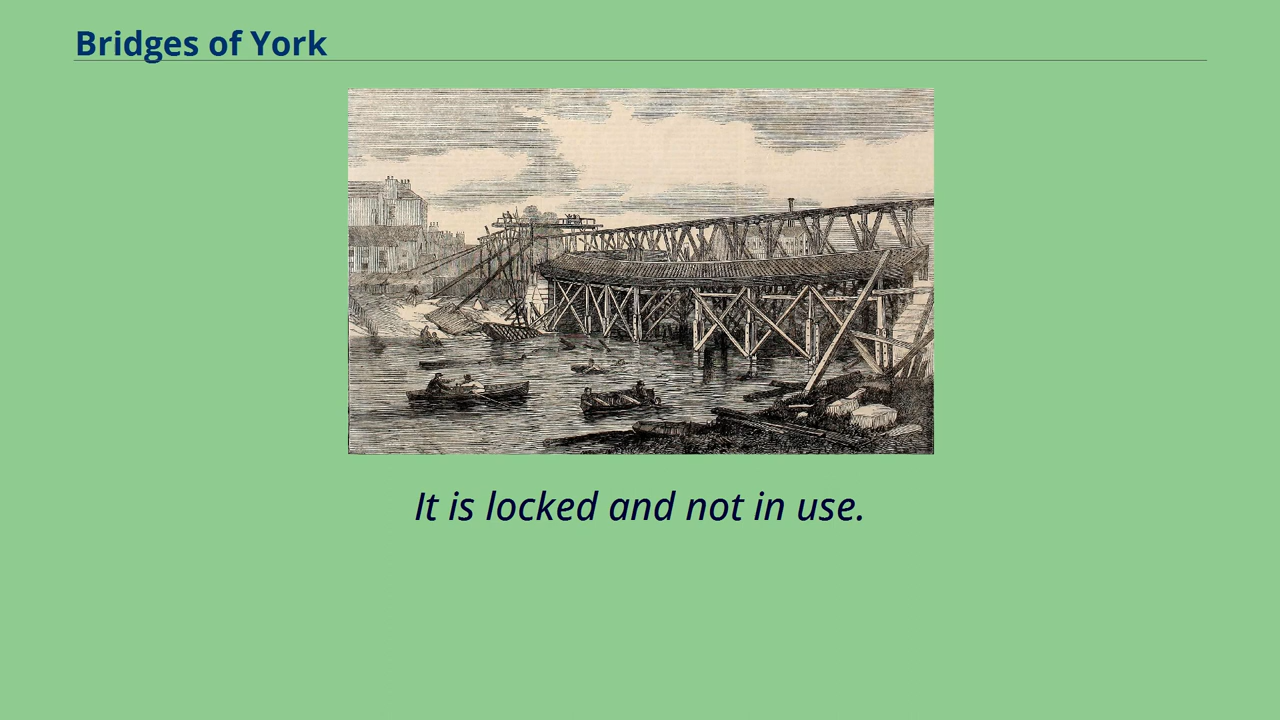 Bridges of York
It is locked and not in use.